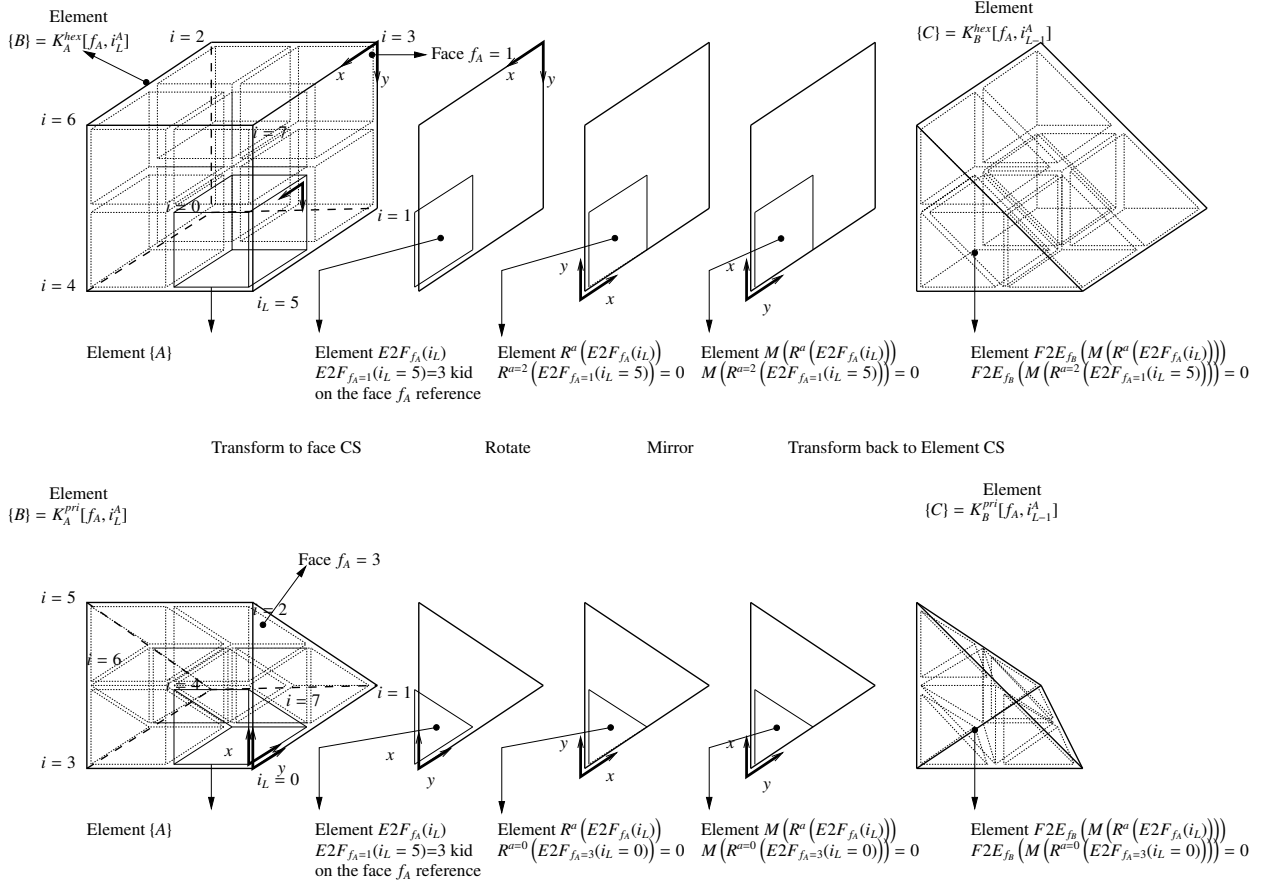 Element
{B} = K_A^{hex}[f_A, i_L^A]
i = 2
i = 3
Face f_A = 1
x
y
x
y
Element
{C} = K_B^{hex}[f_A, i_{L-1}^A]
i = 6
i = 7
i = 0
i = 1
i = 4
i_L = 5
y
x
x
y
Element {A}
Element E2F_{f_A}(i_L)
E2F_{f_A=1}(i_L = 5)=3 kid
on the face f_A reference
Element R^a(E2F_{f_A}(i_L))
R^{a=2}(E2F_{f_A=1}(i_L = 5)) = 0
Element M(R^a(E2F_{f_A}(i_L)))
M(R^{a=2}(E2F_{f_A=1}(i_L = 5))) = 0
Element F2E_{f_B}(M(R^a(E2F_{f_A}(i_L))))
F2E_{f_B}(M(R^{a=2}(E2F_{f_A=1}(i_L = 5)))) = 0
Transform to face CS
Rotate
Mirror
Transform back to Element CS
Element
{B} = K_A^{pri}[f_A, i_L^A]
Element
{C} = K_B^{pri}[f_A, i_{L-1}^A]
Face f_A = 3
i = 5
i = 2
i = 6
i = 4
i = 7
i = 1
i = 3
i_L = 0
x
y
x
y
y
x
x
y
Element {A}
Element E2F_{f_A}(i_L)
E2F_{f_A=1}(i_L = 5)=3 kid
on the face f_A reference
Element R^a(E2F_{f_A}(i_L))
R^{a=0}(E2F_{f_A=3}(i_L = 0)) = 0
Element M(R^a(E2F_{f_A}(i_L)))
M(R^{a=0}(E2F_{f_A=3}(i_L = 0))) = 0
Element F2E_{f_B}(M(R^a(E2F_{f_A}(i_L))))
F2E_{f_B}(M(R^{a=0}(E2F_{f_A=3}(i_L = 0)))) = 0